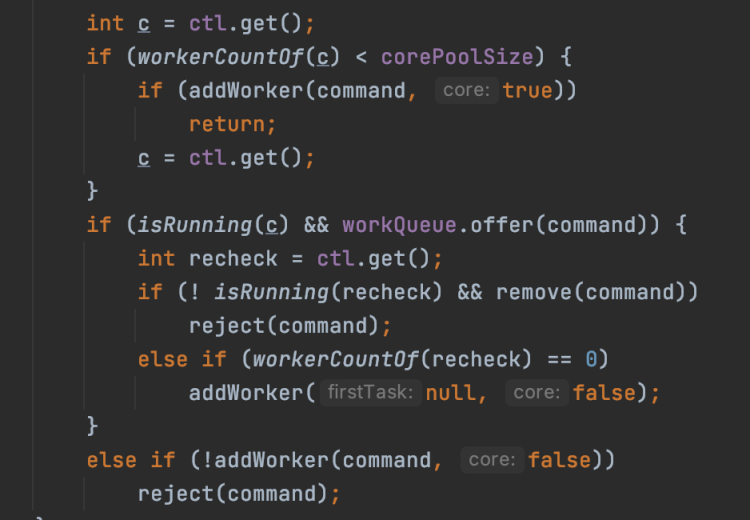 int c = ctl.get();
if (workerCountOf(c) < corePoolSize) {
if (addWorker(command, core: true))
return;
c = ctl.get();
}
if (isRunning(c) && workQueue.offer(command)) {
int recheck = ctl.get();
if (! isRunning(recheck) && remove(command))
reject(command);
else if (workerCountOf(recheck) == 0)
addWorker( firstTask: null, core: false);
}
else if (!addWorker(command, core: false))
reject(command);
}